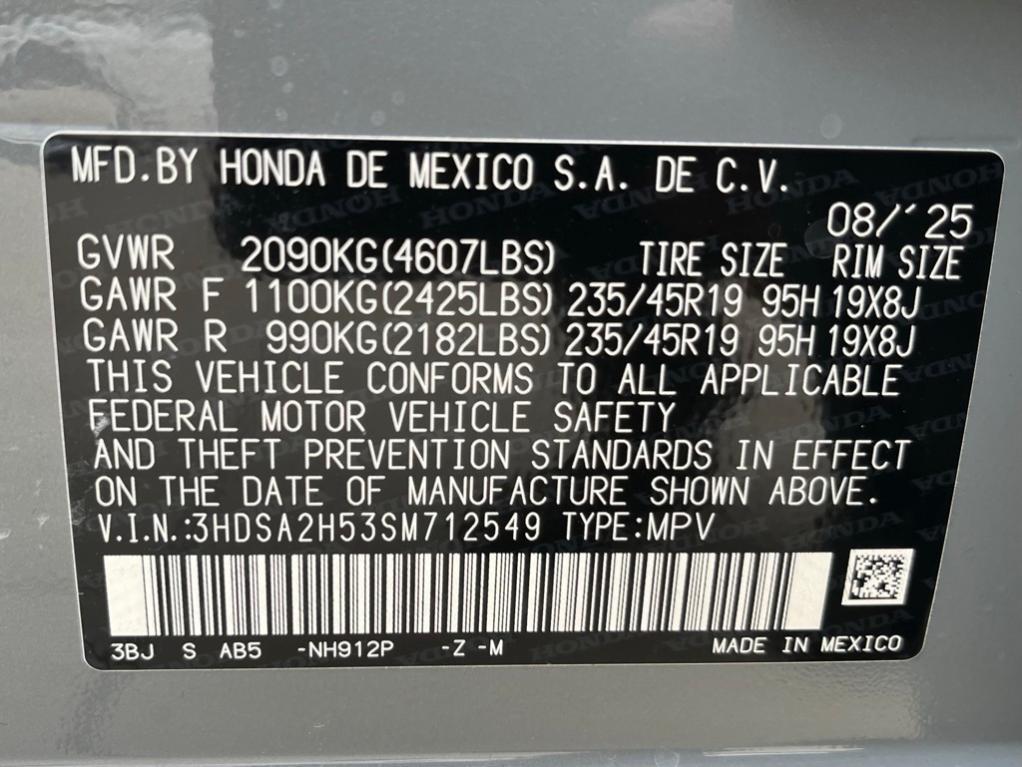 MFD.BY HONDA DE MEXICO S.A. DE C.V.
08/'25
GVWR 2090KG(4607LBS) TIRE SIZE RIM SIZE
GAWR F 1100KG(2425LBS) 235/45R19 95H 19X8J
GAWR R 990KG(2182LBS) 235/45R19 95H 19X8J
THIS VEHICLE CONFORMS TO ALL APPLICABLE
FEDERAL MOTOR VEHICLE SAFETY
AND THEFT PREVENTION STANDARDS IN EFFECT
ON THE DATE OF MANUFACTURE SHOWN ABOVE.
V.I.N.:3HDSA2H53SM712549 TYPE:MPV
3BJ S AB5 -NH912P -Z -M MADE IN MEXICO